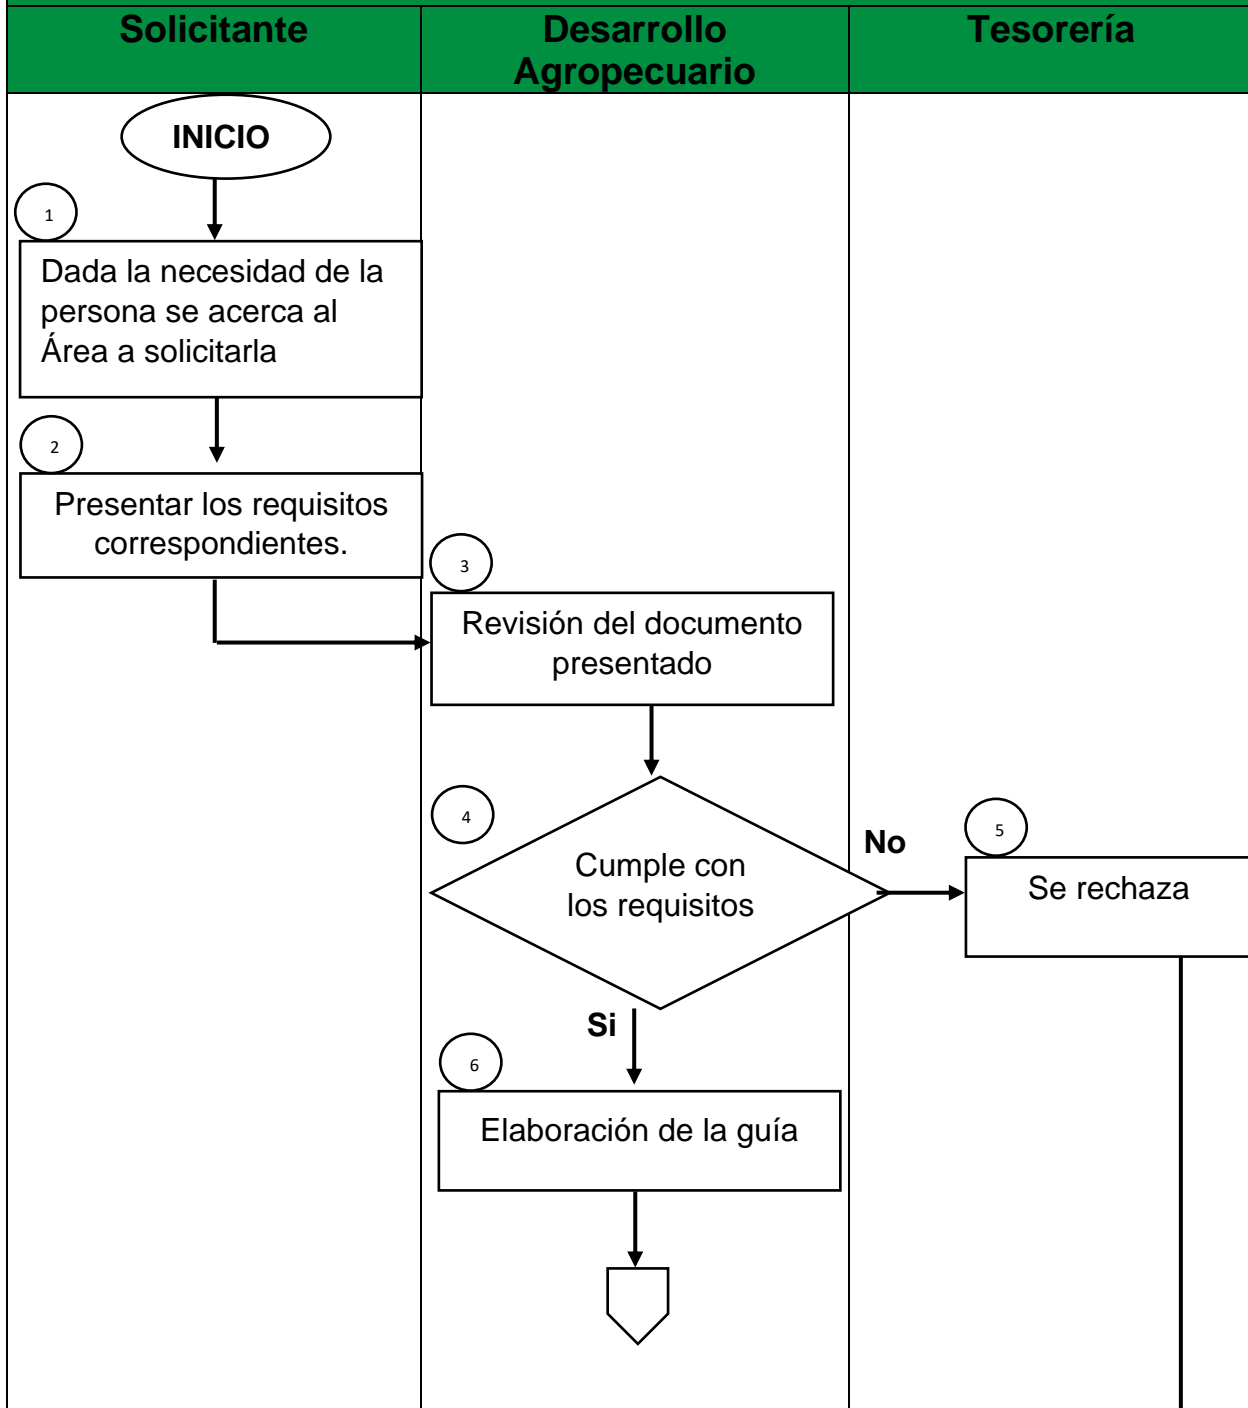 Solicitante
Desarrollo
Agropecuario
Tesorería
INICIO
1
Dada la necesidad de la
persona se acerca al
Área a solicitarla
2
Presentar los requisitos
correspondientes.
3
Revisión del documento
presentado
4
Cumple con
los requisitos
No
5
Se rechaza
Si
6
Elaboración de la guía